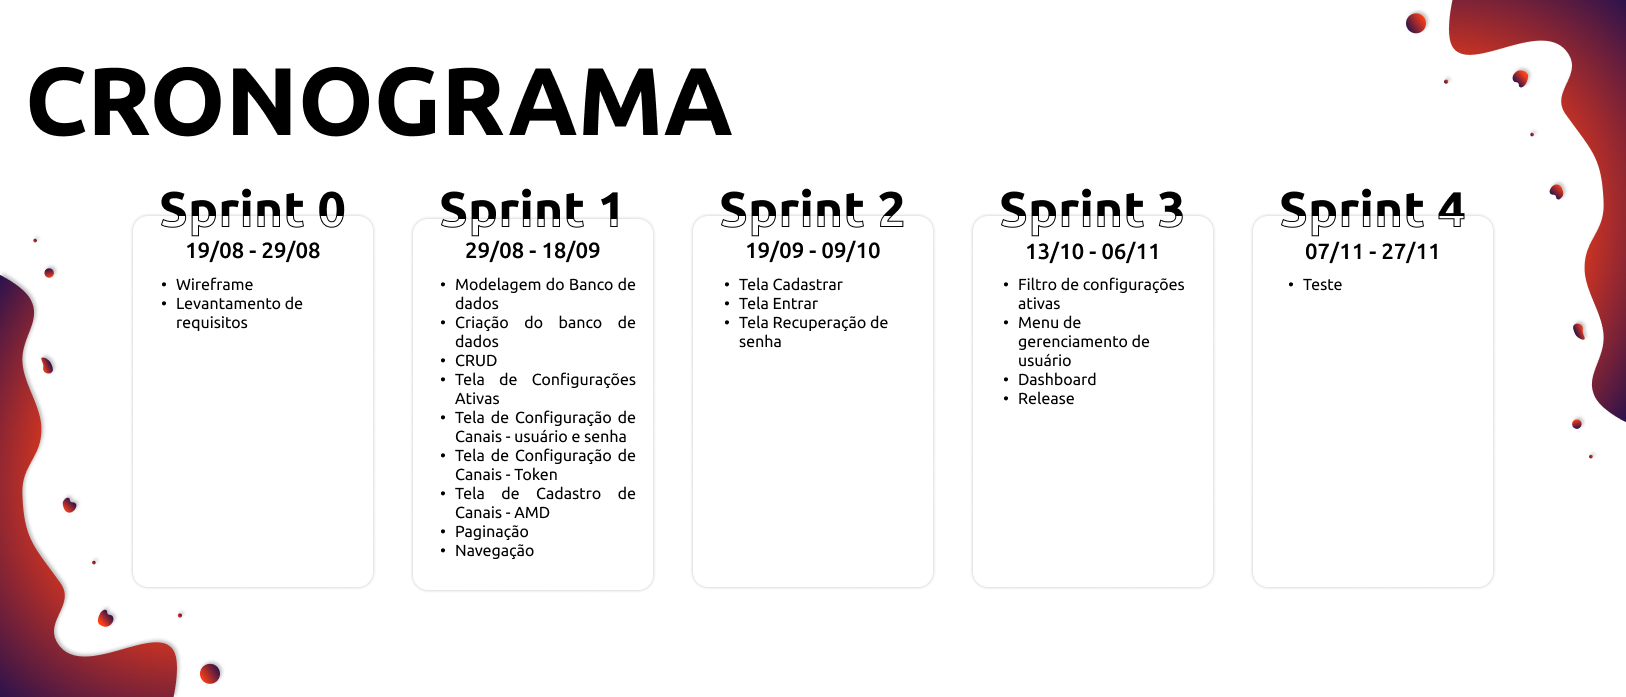 CRONOGRAMA
Sprint 0
19/08 - 29/08
• Wireframe
• Levantamento de
requisitos
Sprint 1
29/08 - 18/09
• Modelagem do Banco de
dados
• Criação do banco de
dados
• CRUD
• Tela de Configurações
Ativas
• Tela de Configuração de
Canais - usuário e senha
• Tela de Configuração de
Canais - Token
• Tela de Cadastro de
Canais - AMD
• Paginação
• Navegação
Sprint 2
19/09 - 09/10
• Tela Cadastrar
• Tela Entrar
• Tela Recuperação de
senha
Sprint 3
13/10 - 06/11
• Filtro de configurações
ativas
• Menu de
gerenciamento de
usuário
• Dashboard
• Release
Sprint 4
07/11 - 27/11
• Teste